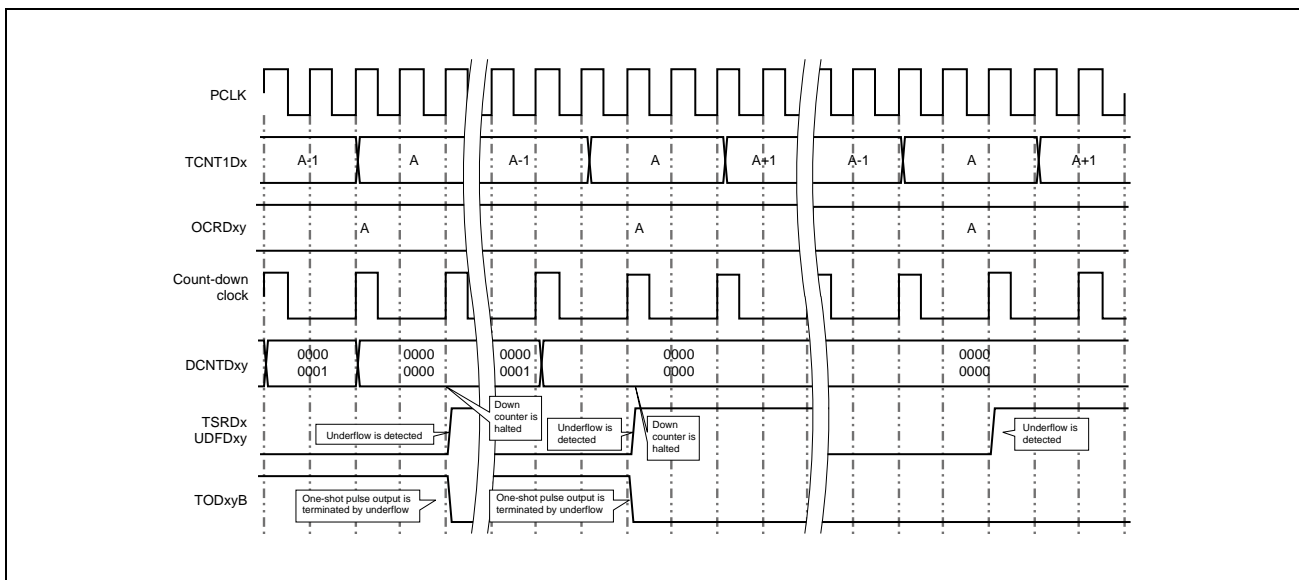 PCLK
TCNT1Dx
A-1
A
A-1
A
A+1
A-1
A
A+1
OCRDxy
A
A
A
Count-down
clock
DCNTDxy
0000
0001
0000
0000
0000
0001
0000
0000
0000
0000
TSRDx
UDFDxy
Underflow is detected
Down
counter is
halted
Underflow is
detected
Down
counter is
halted
Underflow is
detected
TODxyB
One-shot pulse output is
terminated by underflow
One-shot pulse output is
terminated by underflow